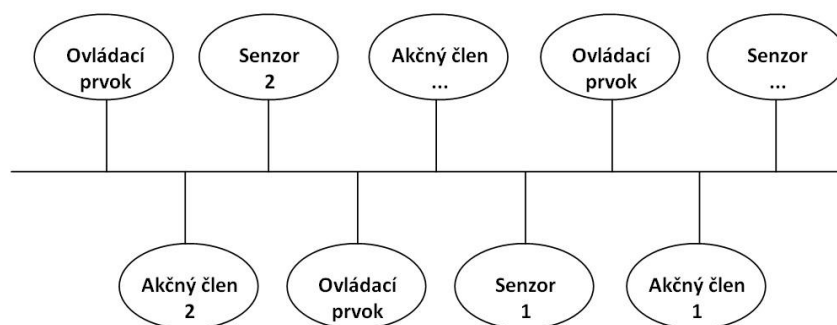 Ovládací
prvok
Senzor
2
Akčný člen
...
Ovládací
prvok
Senzor
...
Akčný člen
2
Ovládací
prvok
Senzor
1
Akčný člen
1